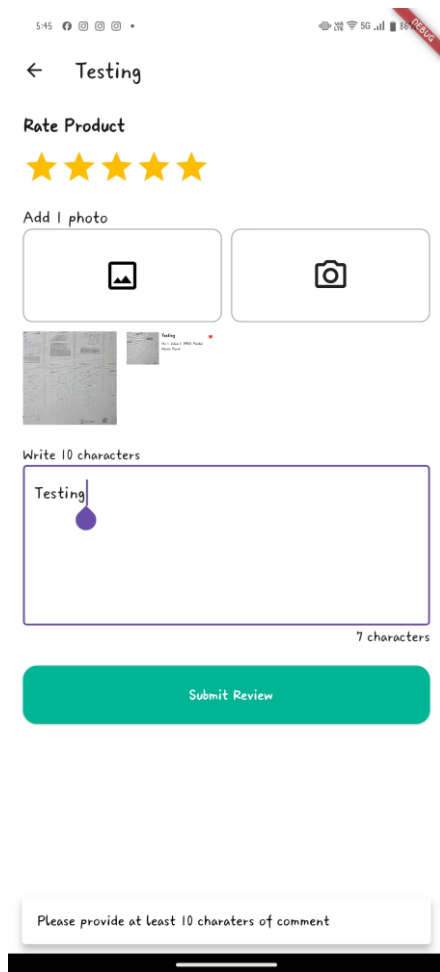 5:45
5G 
DEBUG
Testing
Rate Product
Add 1 photo
Testing
Write 10 characters
Testing
7 characters
Submit Review
Please provide at least 10 charaters of comment